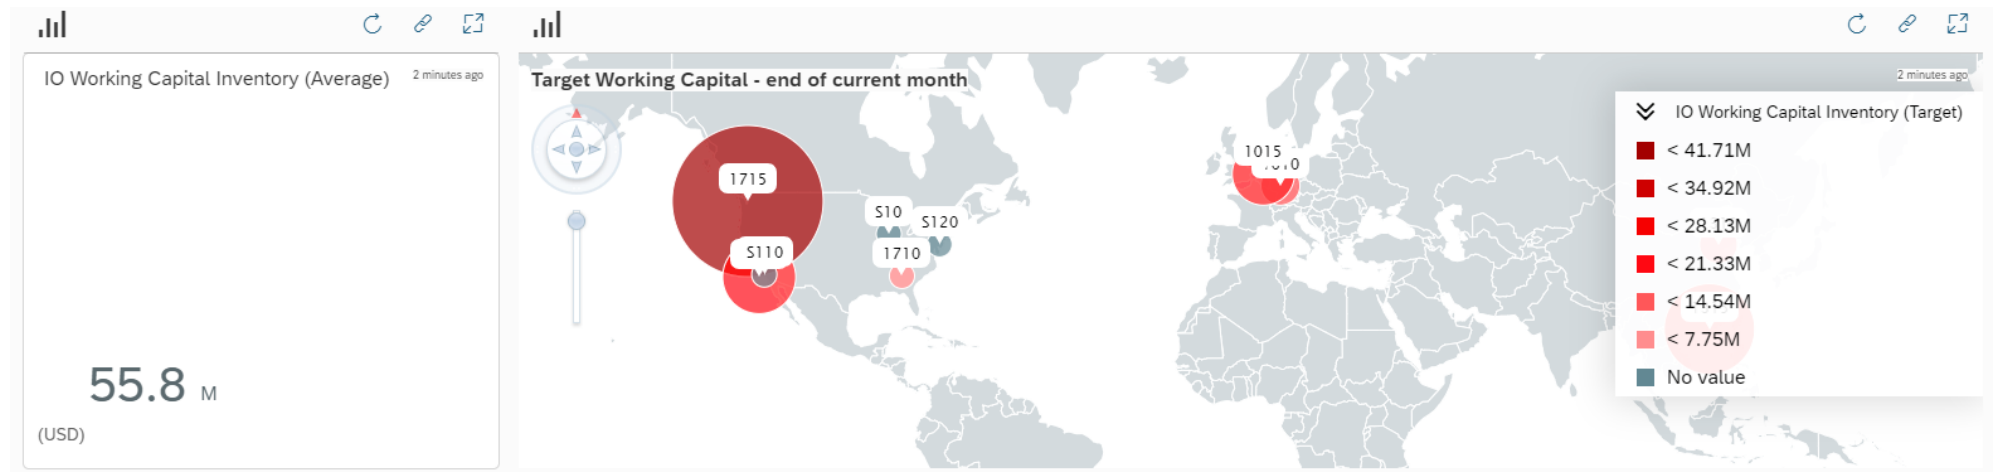 IO Working Capital Inventory (Average)
2 minutes ago
55.8 M
(USD)
Target Working Capital - end of current month
2 minutes ago
1715
S110
S10
S120
1710
1015
IO Working Capital Inventory (Target)
< 41.71M
< 34.92M
< 28.13M
< 21.33M
< 14.54M
< 7.75M
No value